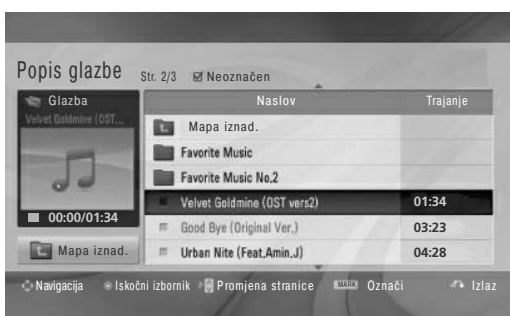 Popis glazbe Str. 2/3 Neoznačen
Glazba
Velvet Goldmine (OST...
00:00/01:34
Mapa iznad.
Naslov Trajanje
Mapa iznad.
Favorite Music
Favorite Music No.2
Velvet Goldmine (OST vers2) 01:34
Good Bye (Original Ver.) 03:23
Urban Nite (Feat.Amin.J) 04:28
Navigacija Iskočni izbornik Promjena stranice MARK Označi Izlaz